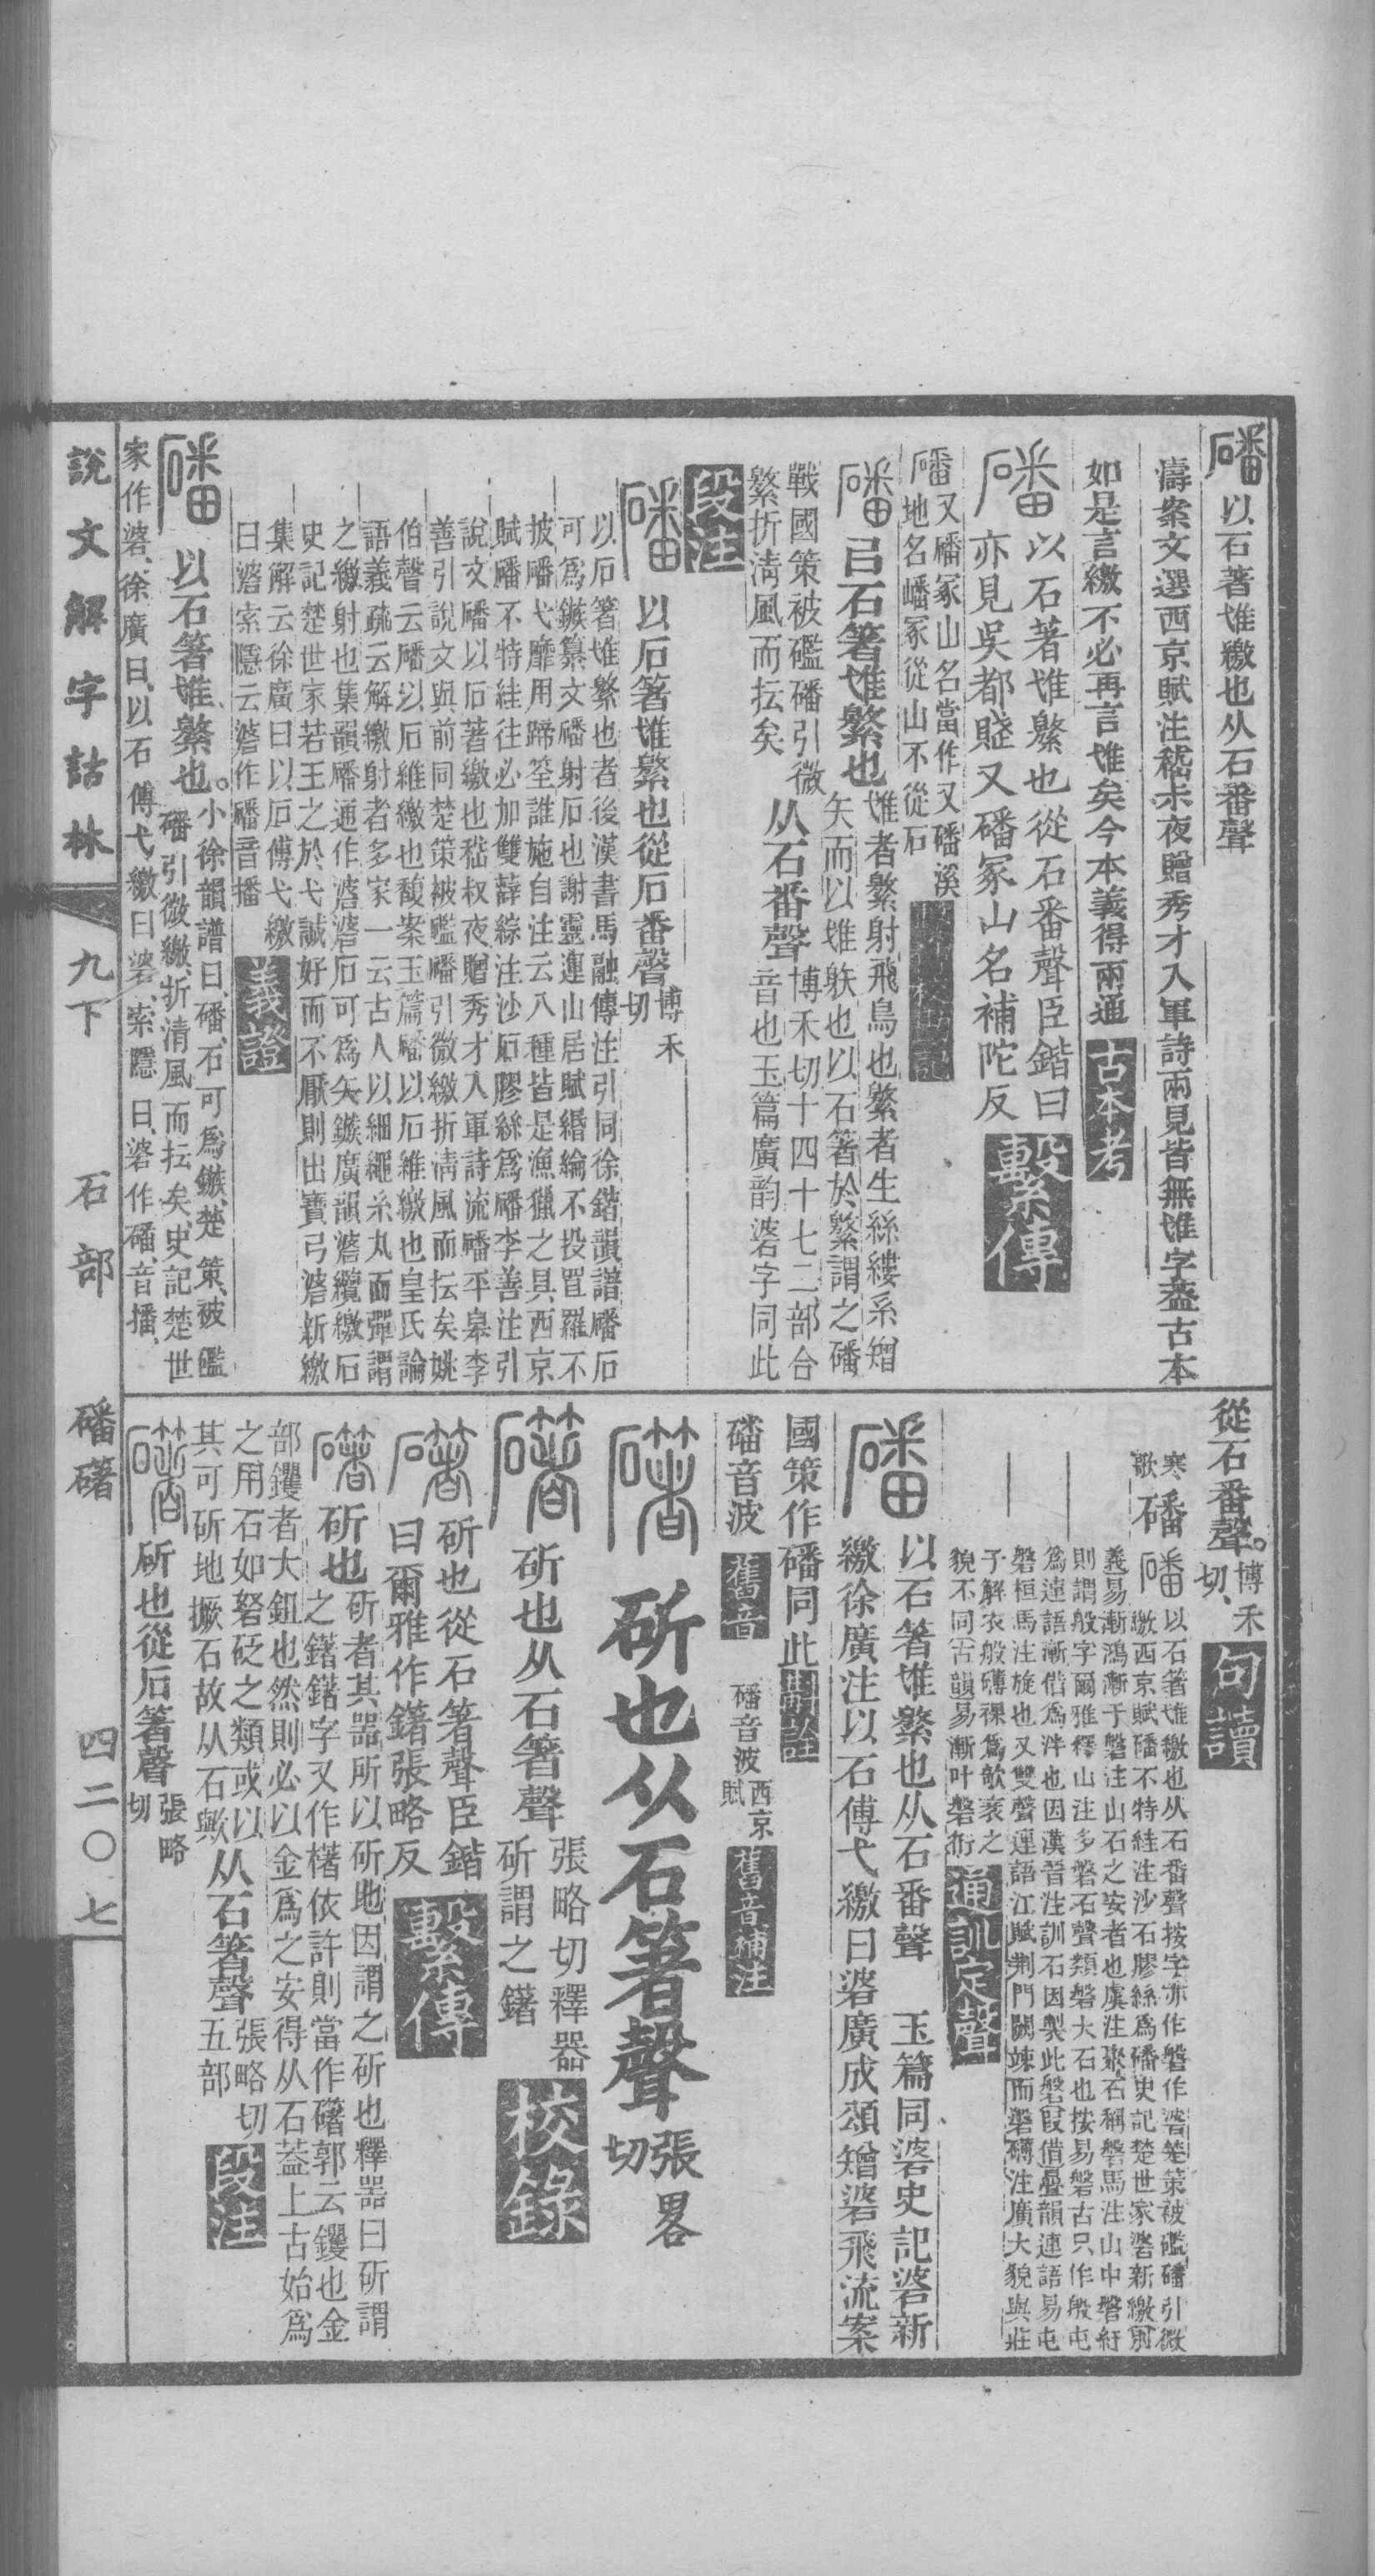 磻以石著惟繳也从石番聲
濤案文選西京賦注嵇未夜贈秀才入軍詩兩見皆無惟字蓋古本
如是言繳不必再言惟矣今本義得兩通 古本考
磻以石著惟繁也從石番聲臣鍇曰
亦見吳都賦又磻冢山名補陀反 繫傳
磻又磻冢山名當作又磻溪
地名嶓冢從山不從石
磻㠯石箸惟繁也
惟者繁射飛鳥也繁者生絲縷系矰
矢而以惟䠶也以石箸於繁謂之磻
戰國策被礛磻引微
繁折淸風而抎矣
从石番聲
博禾切十四十七二部合
音也玉篇廣韵碆字同此
段注
磻以石箸惟繁也從石番聲博禾切
以石箸惟繁也者後漢書馬融傳注引同徐鍇韻譜磻石
可爲鏃纂文磻射石也謝靈運山居賦緡綸不投罝羅不
披磻弋靡用蹄筌誰施自注云八種皆是漁獵之具西京
賦磻不特絓往必加雙薛綜注沙石膠絲爲磻李善注引
說文磻以石著繳也嵇叔夜贈秀才入軍詩流磻平皋李
善引說文與前同楚策被礛磻引微繳折淸風而抎矣姚
伯聲云磻以石維繳也馥案玉篇磻以石維繳也皇氏論
語義疏云解繳射者多家一云古人以細繩系丸而彈謂
之繳射也集韻磻通作碆碆石可爲矢鏃廣韻碆繳石
史記楚世家若王之於弋誠好而不厭則出寶弓碆新繳
集解云徐廣曰以石傅弋繳
曰碆索隱云碆作磻音播 義證
磻以石箸惟繁也。小徐韻譜曰、磻、石可爲鏃、楚策、被礛
磻引微繳、折清風而抎矣、史記楚世
家作碆、徐廣曰、以石傅弋繳曰碆、索隱曰、碆作磻、音播、
從石番聲。博禾切、 句讀
寒歌 磻
磻以石箸惟繳也从石番聲按字亦作磐作碆楚策被礛磻引微
繳西京賦磻不特絓注沙石膠絲爲磻史記楚世家碆新繳
義易漸鴻漸于磐注山石之安者也虞注聚石稱磐馬注山中磐紆
則謂般字爾雅釋山注多磐石聲類磐大石也按易磐古只作般屯
爲連語漸借爲泮也因漢晉注訓石因製此磐叚借疊韻連語易屯
磐桓馬注旋也又雙聲連語江賦荆門闕竦而磐礴注廣大貌與莊
子解衣般礴裸爲㪉衺之
貌不同古韻易漸叶磐衎 通訓定聲
磻以石箸惟繁也从石番聲 玉篇同碆史記碆新
繳徐廣注以石傅弋繳曰碆廣成頌矰碆飛流案
國策作磻同此 斠詮
磻音波 舊音
磻音波西京賦 舊音補注
䃴 斫也从石箸聲張畧切
䃴 斫也从石箸聲張略切釋器
斫謂之鐯 校錄
䃴斫也從石箸聲臣鍇
曰爾雅作鐯張略反 繫傳
䃴斫也
斫者其器所以斫地因謂之斫也釋器曰斫謂
之鐯鐯字又作櫡依許則當作䃴郭云钁也金
部钁者大鉏也然則必以金爲之安得从石蓋上古始爲
之用石如砮砭之類或以
其可斫地撅石故从石歟
从石箸聲張略切五部 段注
䃴斫也從石箸聲張略切
說文解字詁林 九下 石部 磻䃴 四二〇七